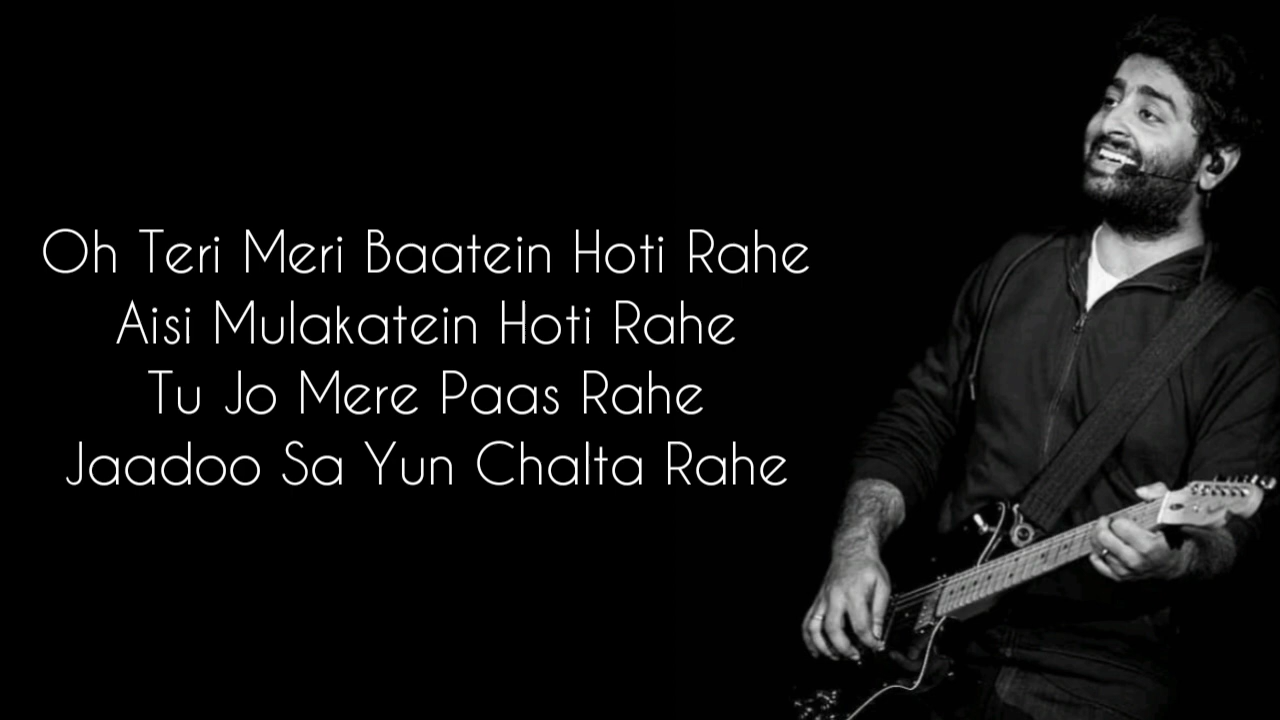 Oh Teri Meri Baatein Hoti Rahe
Aisi Mulakatein Hoti Rahe
Tu Jo Mere Paas Rahe
Jaadoo Sa Yun Chalta Rahe